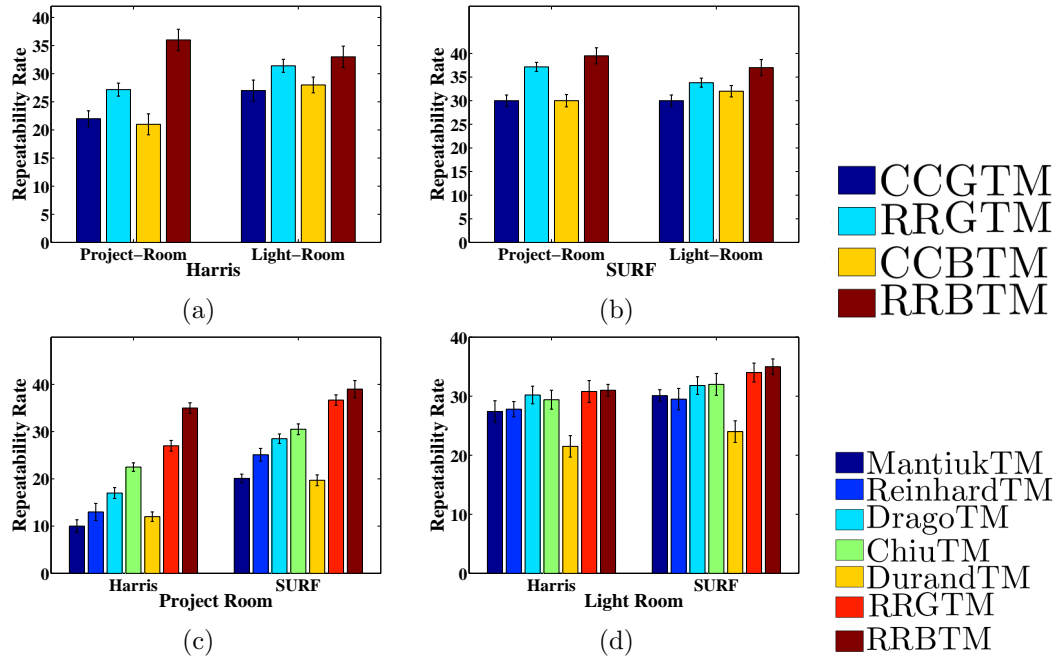 40
35
30
25
20
15
10
5
0
Repeatability Rate
Project–Room
Light–Room
Harris
(a)
40
35
30
25
20
15
10
5
0
Repeatability Rate
Project–Room
Light–Room
SURF
(b)
CCGTM
RRGTM
CCBTM
RRBTM
40
30
20
10
0
Repeatability Rate
Harris
SURF
Project Room
(c)
40
30
20
10
0
Repeatability Rate
Harris
SURF
Light Room
(d)
MantiukTM
ReinhardTM
DragoTM
ChiuTM
DurandTM
RRGTM
RRBTM